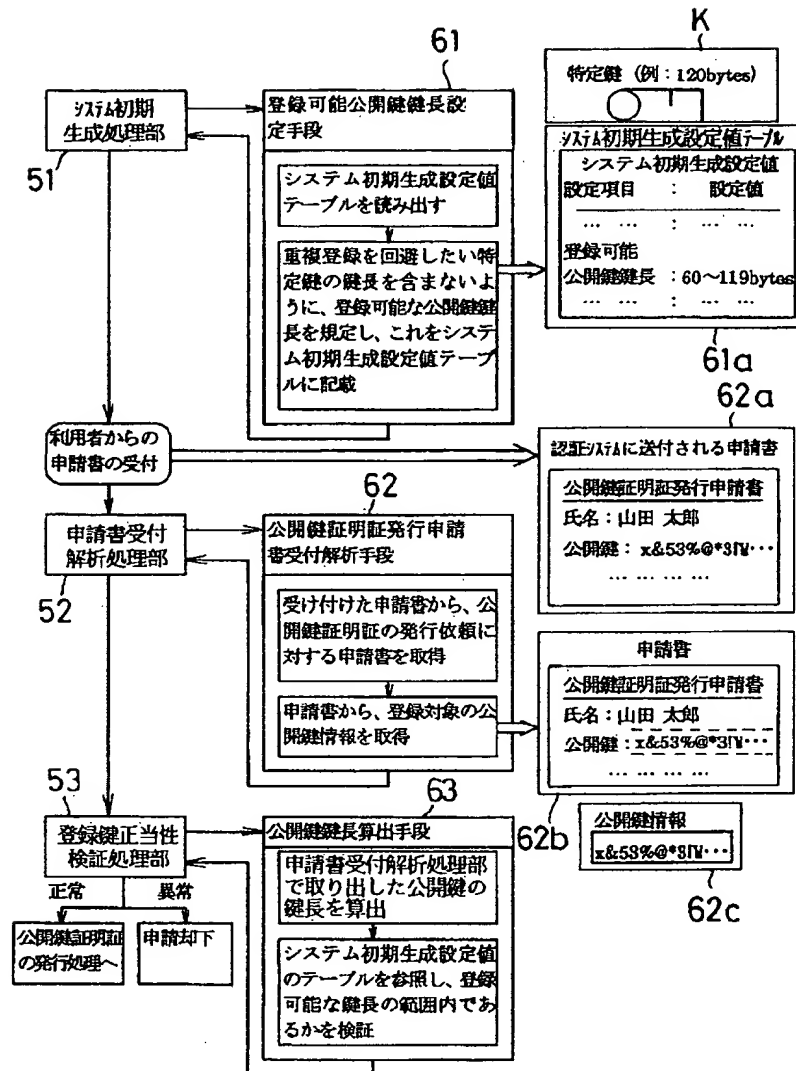 61
K
特定鍵 (例：120bytes)
システム初期
生成処理部
51
登録可能公開鍵鍵長設
定手段
システム初期生成設定値
テーブルを読み出す
重複登録を回避したい特
定鍵の鍵長を含まないよ
うに、登録可能な公開鍵鍵
長を規定し、これをシステ
ム初期生成設定値テーブ
ルに記載
システム初期生成設定値テーブル
システム初期生成設定値
設定項目 ： 設定値
… … ： … …
登録可能
公開鍵鍵長 ：60～119bytes
… … ： … …
61a
利用者からの
申請書の受付
62a
認証システムに送付される申請書
公開鍵証明証発行申請書
氏名：山田 太郎
公開鍵： x&53%@*3!¥…
… … … …
申請書受付
解析処理部
52
62
公開鍵証明証発行申請
書受付解析手段
受け付けた申請書から、公
開鍵証明証の発行依頼に
対する申請書を取得
申請書から、登録対象の公
開鍵情報を取得
申請書
公開鍵証明証発行申請書
氏名：山田 太郎
公開鍵：x&53%@*3!¥…
… … … …
62b
公開鍵情報
x&53%@*3!¥…
62c
53
登録鍵正当性
検証処理部
正常 異常
公開鍵証明証
の発行処理へ
申請却下
63
公開鍵鍵長算出手段
申請書受付解析処理部
で取り出した公開鍵の
鍵長を算出
システム初期生成設定値
のテーブルを参照し、登録
可能な鍵長の範囲内であ
るかを検証